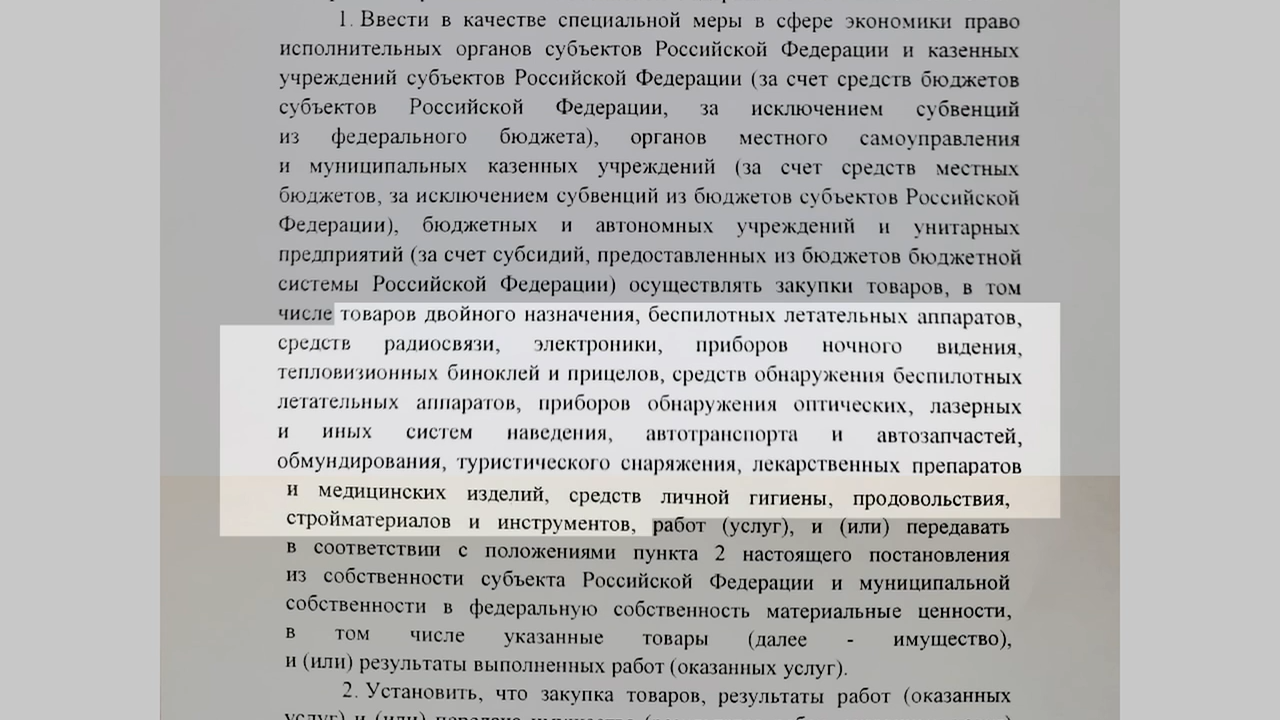 1. Ввести в качестве специальной меры в сфере экономики право
исполнительных органов субъектов Российской Федерации и казенных
учреждений субъектов Российской Федерации (за счет средств бюджетов
субъектов Российской Федерации, за исключением субвенций
из федерального бюджета), органов местного самоуправления
и муниципальных казенных учреждений (за счет средств местных
бюджетов, за исключением субвенций из бюджетов субъектов Российской
Федерации), бюджетных и автономных учреждений и унитарных
предприятий (за счет субсидий, предоставленных из бюджетов бюджетной
системы Российской Федерации) осуществлять закупки товаров, в том
числе товаров двойного назначения, беспилотных летательных аппаратов,
средств радиосвязи, электроники, приборов ночного видения,
тепловизионных биноклей и прицелов, средств обнаружения беспилотных
летательных аппаратов, приборов обнаружения оптических, лазерных
и иных систем наведения, автотранспорта и автозапчастей,
обмундирования, туристического снаряжения, лекарственных препаратов
и медицинских изделий, средств личной гигиены, продовольствия,
стройматериалов и инструментов, работ (услуг), и (или) передавать
в соответствии с положениями пункта 2 настоящего постановления
из собственности субъекта Российской Федерации и муниципальной
собственности в федеральную собственность материальные ценности,
в том числе указанные товары (далее - имущество),
и (или) результаты выполненных работ (оказанных услуг).
2. Установить, что закупка товаров, результаты работ (оказанных
услуг) и (или) передача имущества